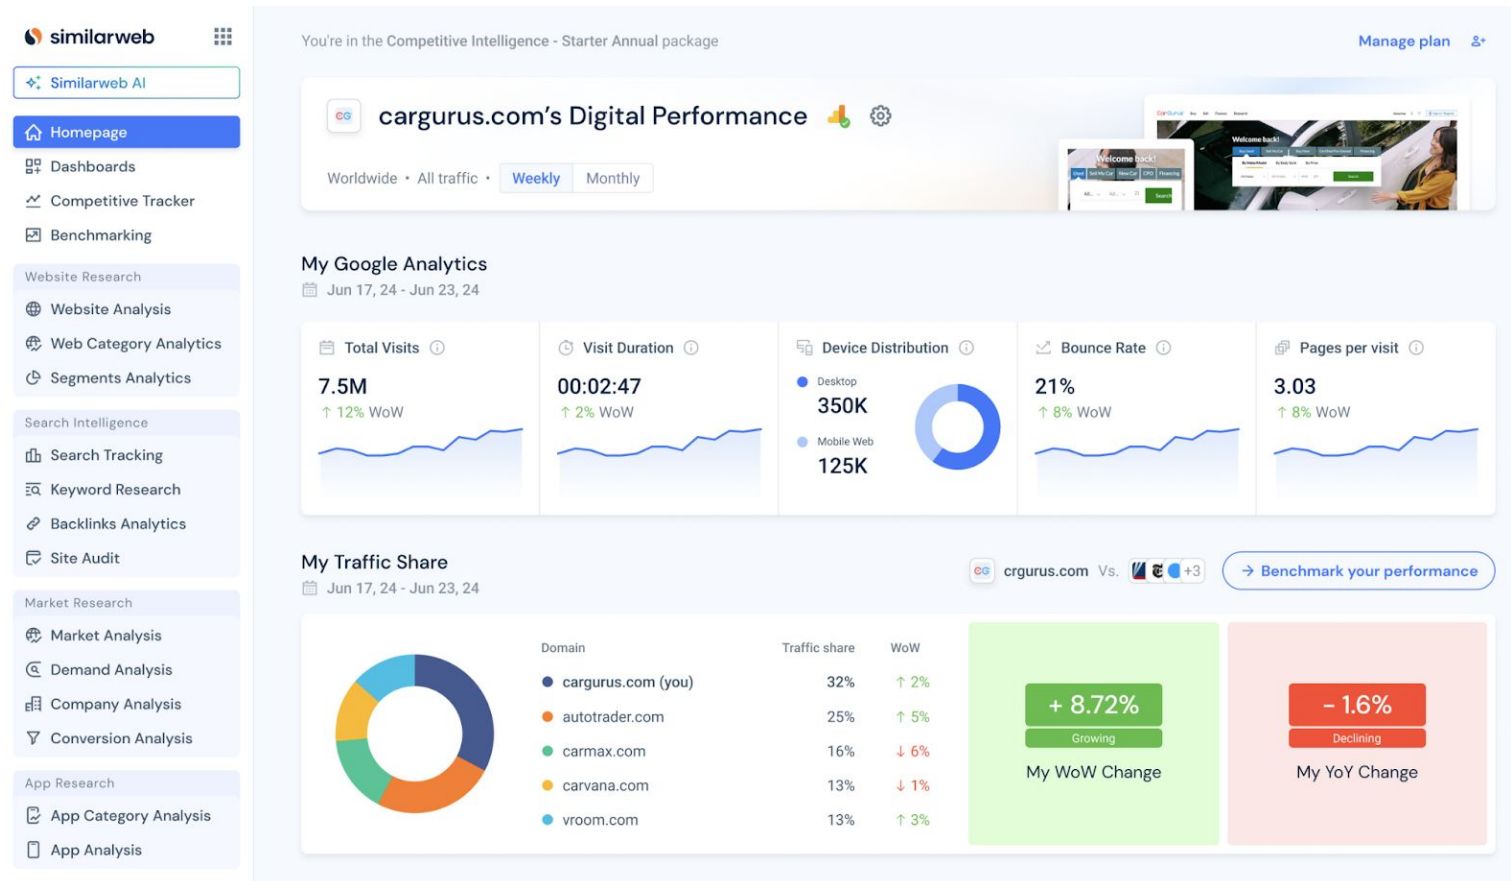 similarweb
Similarweb AI
Homepage
Dashboards
Competitive Tracker
Benchmarking
Website Research
Website Analysis
Web Category Analytics
Segments Analytics
Search Intelligence
Search Tracking
Keyword Research
Backlinks Analytics
Site Audit
Market Research
Market Analysis
Demand Analysis
Company Analysis
Conversion Analysis
App Research
App Category Analysis
App Analysis
You're in the Competitive Intelligence - Starter Annual package
Manage plan
CG cargurus.com's Digital Performance
Worldwide • All traffic • Weekly Monthly
Welcome back!
Welcome back!
Search
My Google Analytics
Jun 17, 24 - Jun 23, 24
Total Visits
7.5M
↑ 12% WoW
Visit Duration
00:02:47
↑ 2% WoW
Device Distribution
Desktop
350K
Mobile Web
125K
Bounce Rate
21%
↑ 8% WoW
Pages per visit
3.03
↑ 8% WoW
My Traffic Share
Jun 17, 24 - Jun 23, 24
CG crgurus.com Vs. +3
→ Benchmark your performance
Domain Traffic share WoW
cargurus.com (you) 32% ↑ 2%
autotrader.com 25% ↑ 5%
carmax.com 16% ↓ 6%
carvana.com 13% ↓ 1%
vroom.com 13% ↑ 3%
+ 8.72%
Growing
My WoW Change
- 1.6%
Declining
My YoY Change